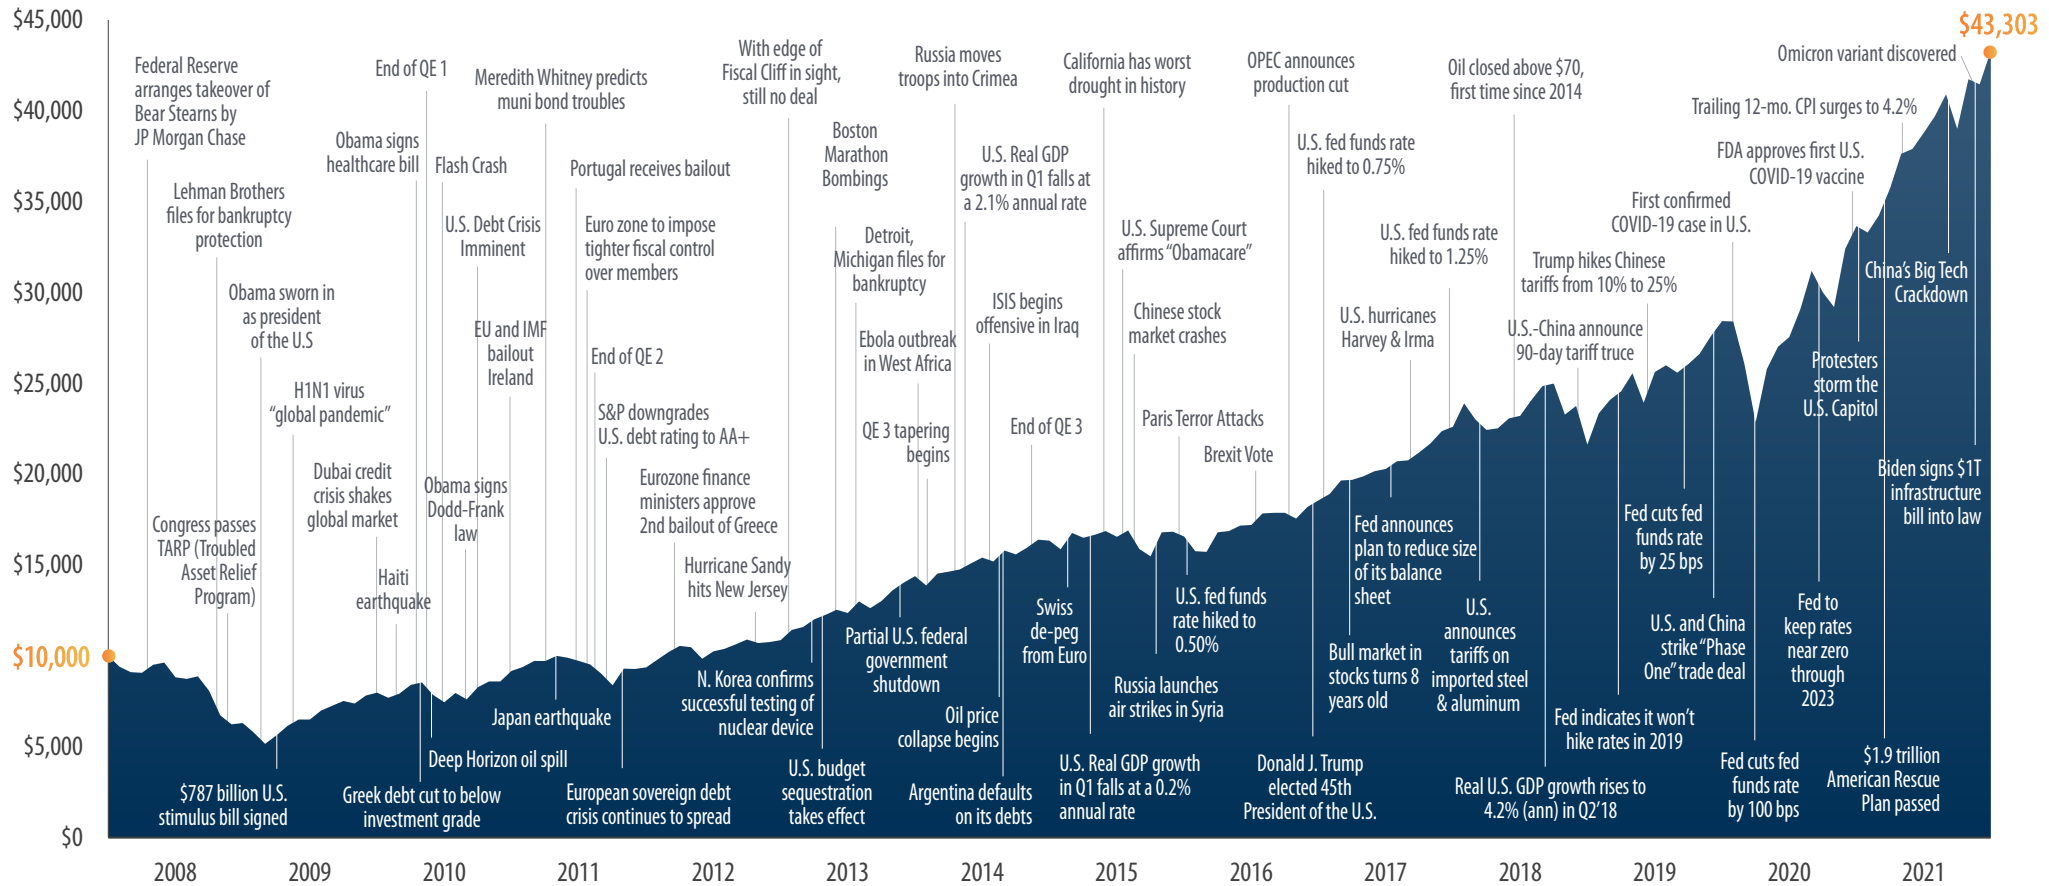 $45,000
$40,000
$35,000
$30,000
$25,000
$20,000
$15,000
$10,000
$5,000
$0
Federal Reserve
arranges takeover of
Bear Stearns by
JP Morgan Chase
Lehman Brothers
files for bankruptcy
protection
Obama sworn in
as president
of the U.S
H1N1 virus
“global pandemic”
Congress passes
TARP (Troubled
Asset Relief
Program)
$787 billion U.S.
stimulus bill signed
Dubai credit
crisis shakes
global market
Haiti
earthquake
End of QE 1
Obama signs
healthcare bill
Flash Crash
U.S. Debt Crisis
Imminent
EU and IMF
bailout
Ireland
Obama signs
Dodd-Frank
law
Greek debt cut to below
investment grade
Deep Horizon oil spill
Meredith Whitney predicts
muni bond troubles
Portugal receives bailout
Euro zone to impose
tighter fiscal control
over members
End of QE 2
S&P downgrades
U.S. debt rating to AA+
Japan earthquake
European sovereign debt
crisis continues to spread
Eurozone finance
ministers approve
2nd bailout of Greece
Hurricane Sandy
hits New Jersey
With edge of
Fiscal Cliff in sight,
still no deal
N. Korea confirms
successful testing of
nuclear device
U.S. budget
sequestration
takes effect
Boston
Marathon
Bombings
Detroit,
Michigan files for
bankruptcy
Partial U.S. federal
government
shutdown
Ebola outbreak
in West Africa
QE 3 tapering
begins
Russia moves
troops into Crimea
U.S. Real GDP
growth in Q1 falls at
a 2.1% annual rate
ISIS begins
offensive in Iraq
Oil price
collapse begins
Argentina defaults
on its debts
End of QE 3
Swiss
de-peg
from Euro
U.S. Real GDP growth
in Q1 falls at a 0.2%
annual rate
California has worst
drought in history
U.S. Supreme Court
affirms “Obamacare”
Chinese stock
market crashes
Russia launches
air strikes in Syria
Paris Terror Attacks
U.S. fed funds
rate hiked to
0.50%
Brexit Vote
OPEC announces
production cut
Donald J. Trump
elected 45th
President of the U.S.
U.S. fed funds rate
hiked to 0.75%
Bull market in
stocks turns 8
years old
Fed announces
plan to reduce size
of its balance
sheet
U.S. hurricanes
Harvey & Irma
U.S. fed funds rate
hiked to 1.25%
U.S.
announces
tariffs on
imported steel
& aluminum
Oil closed above $70,
first time since 2014
Real U.S. GDP growth rises to
4.2% (ann) in Q2’18
U.S.-China announce
90-day tariff truce
Fed indicates it won’t
hike rates in 2019
Trump hikes Chinese
tariffs from 10% to 25%
Fed cuts fed
funds rate
by 25 bps
U.S. and China
strike “Phase
One” trade deal
First confirmed
COVID-19 case in U.S.
Fed cuts fed
funds rate
by 100 bps
Fed to
keep rates
near zero
through
2023
FDA approves first U.S.
COVID-19 vaccine
Protesters
storm the
U.S. Capitol
$1.9 trillion
American Rescue
Plan passed
Trailing 12-mo. CPI surges to 4.2%
China’s Big Tech
Crackdown
Biden signs $1T
infrastructure
bill into law
Omicron variant discovered
$43,303
2008
2009
2010
2011
2012
2013
2014
2015
2016
2017
2018
2019
2020
2021